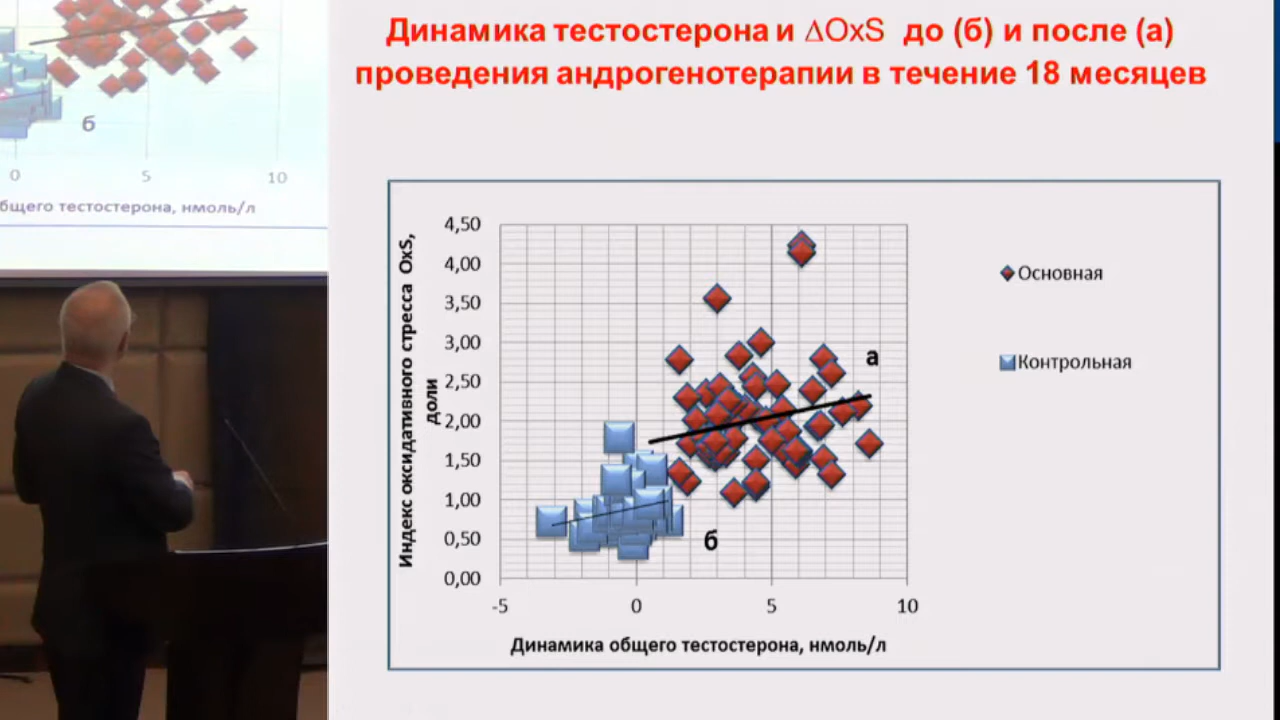 Динамика тестостерона и ΔOxS до (б) и после (а)
проведения андрогенотерапии в течение 18 месяцев
б
0 5 10
бщего тестостерона, нмоль/л
Индекс оксидативного стресса OxS,
доли
4,50
4,00
3,50
3,00
2,50
2,00
1,50
1,00
0,50
0,00
-5 0 5 10
Динамика общего тестостерона, нмоль/л
а
б
Основная
Контрольная